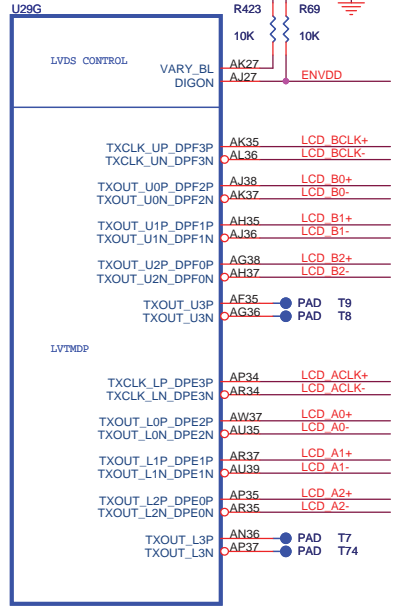 U29G
R423 R69
10K 10K
LVDS CONTROL
VARY_BL AK27
DIGON AJ27 ENVDD
TXCLK_UP_DPF3P AK35 LCD_BCLK+
TXCLK_UN_DPF3N AL36 LCD_BCLK-
TXOUT_U0P_DPF2P AJ38 LCD_B0+
TXOUT_U0N_DPF2N AK37 LCD_B0-
TXOUT_U1P_DPF1P AH35 LCD_B1+
TXOUT_U1N_DPF1N AJ36 LCD_B1-
TXOUT_U2P_DPF0P AG38 LCD_B2+
TXOUT_U2N_DPF0N AH37 LCD_B2-
TXOUT_U3P AF35 PAD T9
TXOUT_U3N AG36 PAD T8
LVTMDP
TXCLK_LP_DPE3P AP34 LCD_ACLK+
TXCLK_LN_DPE3N AR34 LCD_ACLK-
TXOUT_L0P_DPE2P AW37 LCD_A0+
TXOUT_L0N_DPE2N AU35 LCD_A0-
TXOUT_L1P_DPE1P AR37 LCD_A1+
TXOUT_L1N_DPE1N AU39 LCD_A1-
TXOUT_L2P_DPE0P AP35 LCD_A2+
TXOUT_L2N_DPE0N AR35 LCD_A2-
TXOUT_L3P AN36 PAD T7
TXOUT_L3N AP37 PAD T74